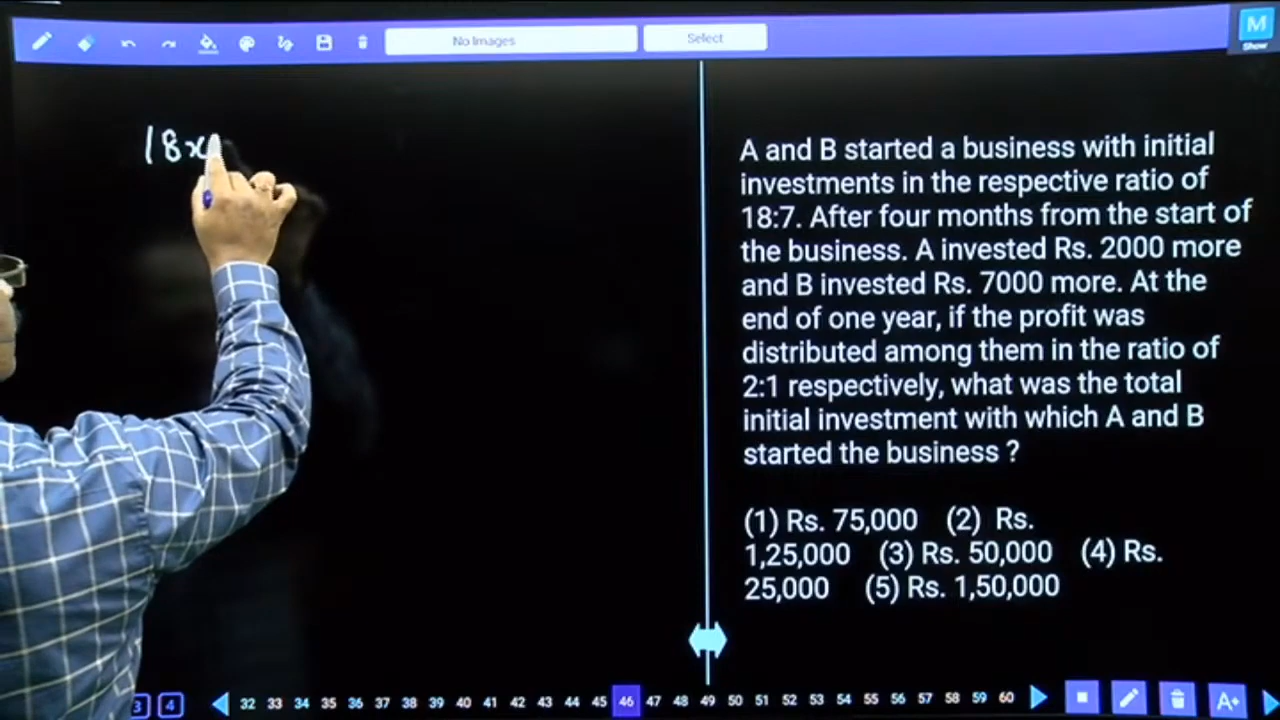 No Images
Select
M
Show
18x
A and B started a business with initial
investments in the respective ratio of
18:7. After four months from the start of
the business. A invested Rs. 2000 more
and B invested Rs. 7000 more. At the
end of one year, if the profit was
distributed among them in the ratio of
2:1 respectively, what was the total
initial investment with which A and B
started the business ?
(1) Rs. 75,000 (2) Rs.
1,25,000 (3) Rs. 50,000 (4) Rs.
25,000 (5) Rs. 1,50,000
3 4 32 33 34 35 36 37 38 39 40 41 42 43 44 45 46 47 48 49 50 51 52 53 54 55 56 57 58 59 60 A+